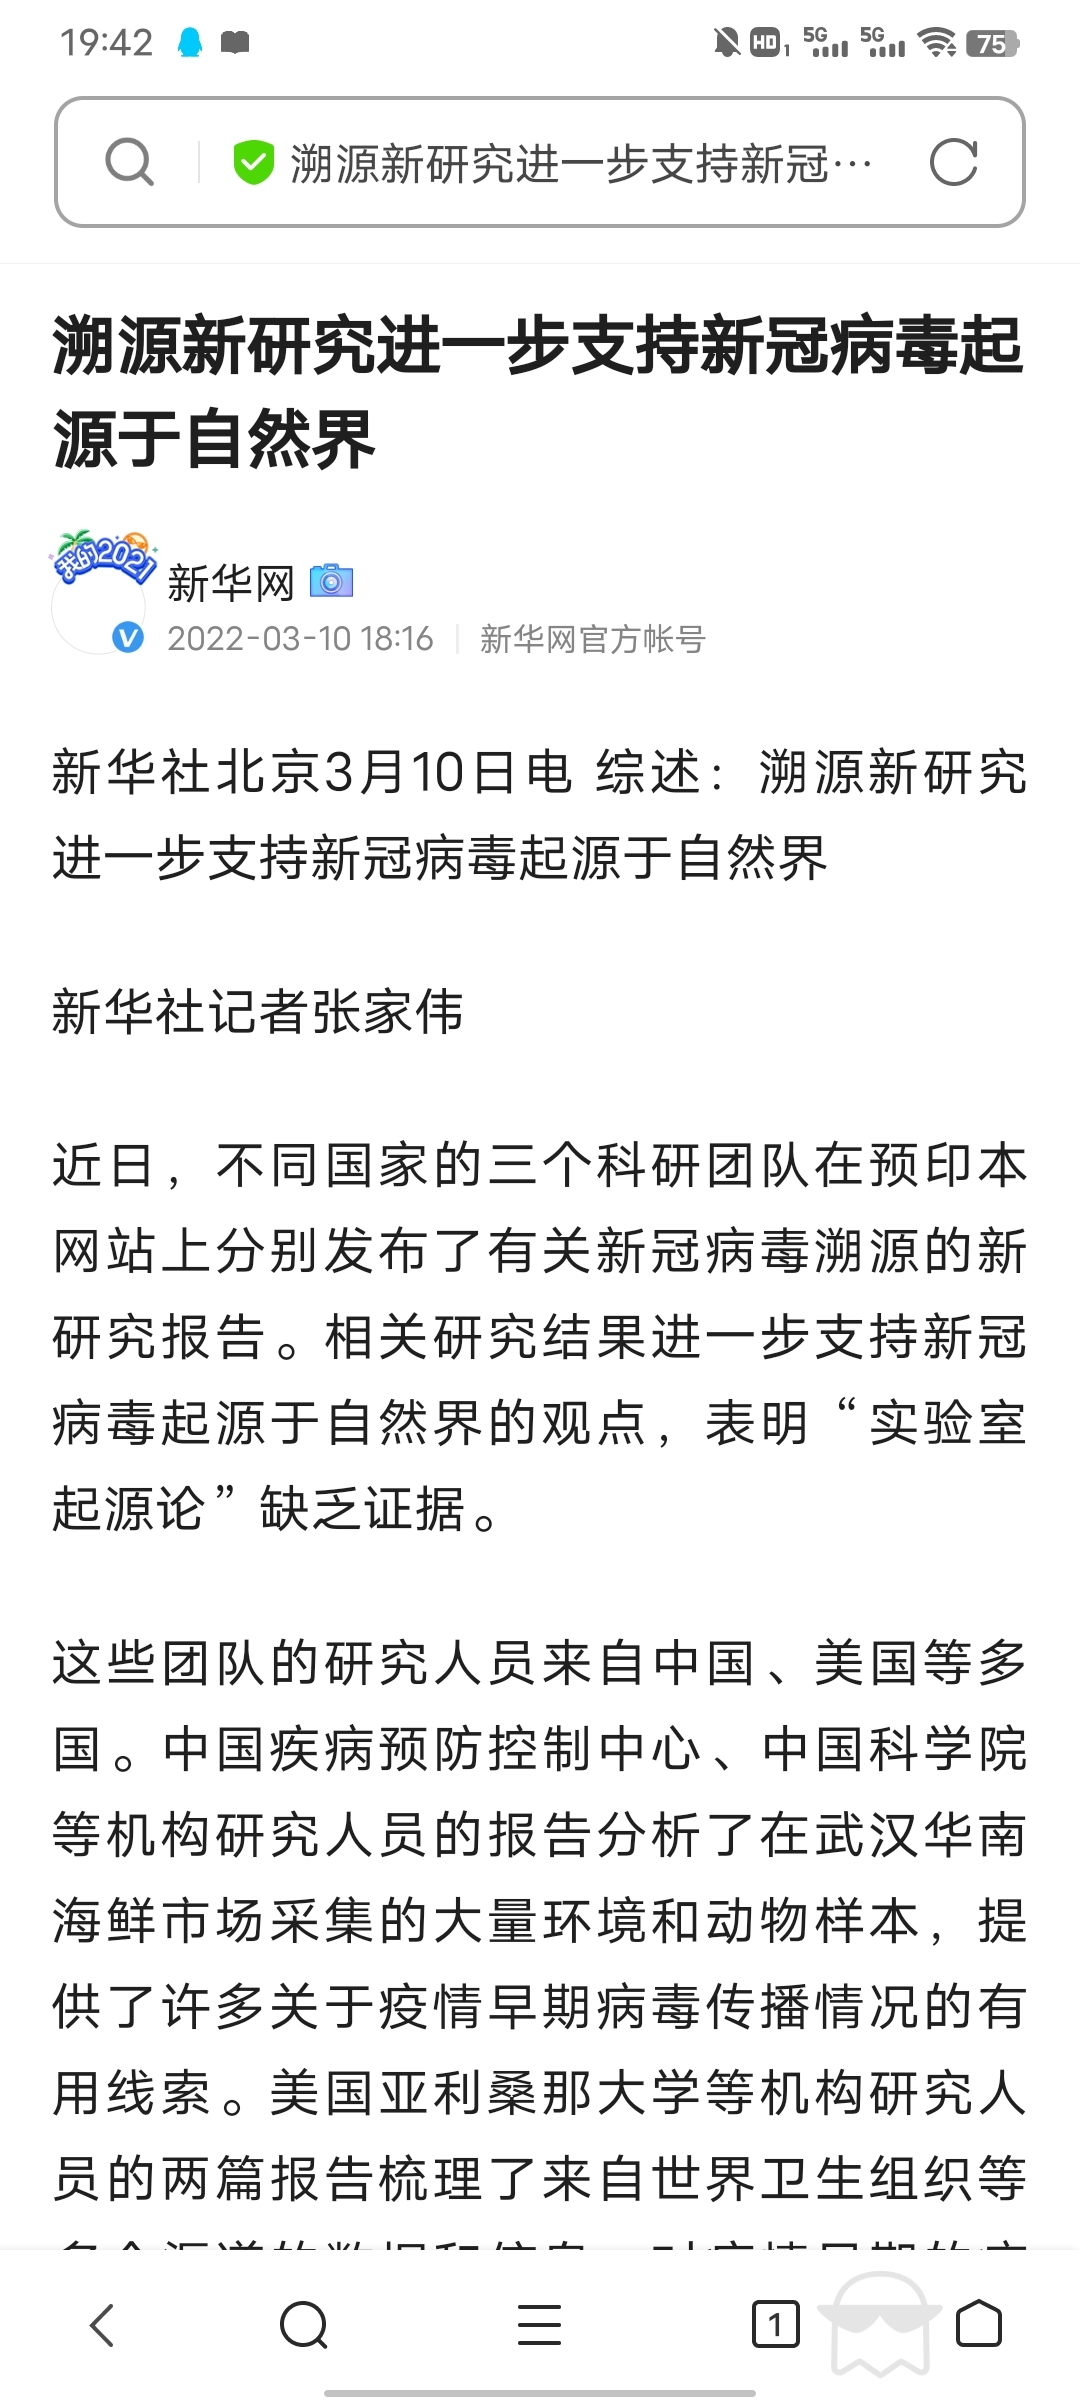 19:42
HD 1 5G 5G 75
溯源新研究进一步支持新冠…
溯源新研究进一步支持新冠病毒起
源于自然界
我的2021
新华网
V 2022-03-10 18:16 新华网官方帐号
新华社北京3月10日电 综述：溯源新研究
进一步支持新冠病毒起源于自然界
新华社记者张家伟
近日，不同国家的三个科研团队在预印本
网站上分别发布了有关新冠病毒溯源的新
研究报告。相关研究结果进一步支持新冠
病毒起源于自然界的观点，表明“实验室
起源论”缺乏证据。
这些团队的研究人员来自中国、美国等多
国。中国疾病预防控制中心、中国科学院
等机构研究人员的报告分析了在武汉华南
海鲜市场采集的大量环境和动物样本，提
供了许多关于疫情早期病毒传播情况的有
用线索。美国亚利桑那大学等机构研究人
员的两篇报告梳理了来自世界卫生组织等
1